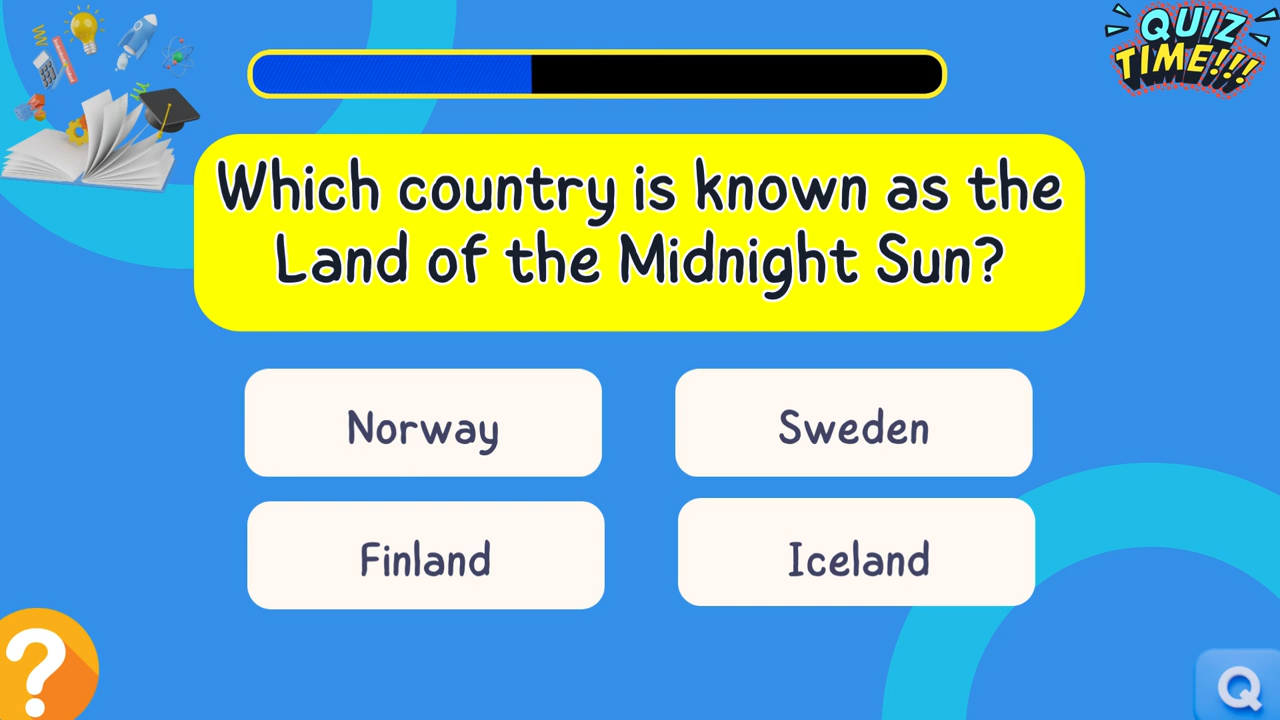 QUIZ
TIME!!!
Which country is known as the
Land of the Midnight Sun?
Norway
Sweden
Finland
Iceland
?
Q